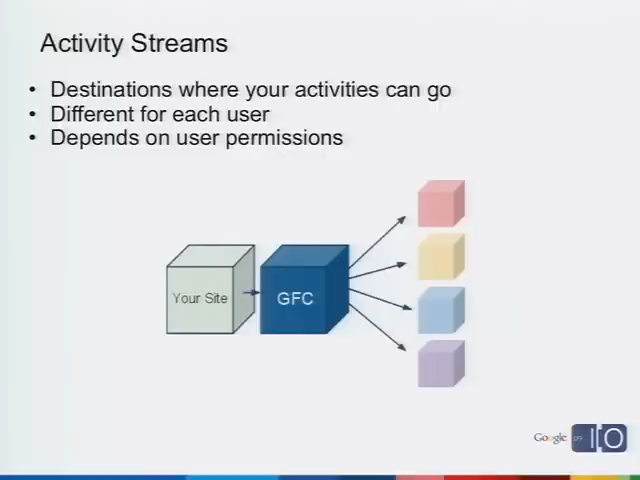 Activity Streams
• Destinations where your activities can go
• Different for each user
• Depends on user permissions
Your Site
GFC
Google
IO